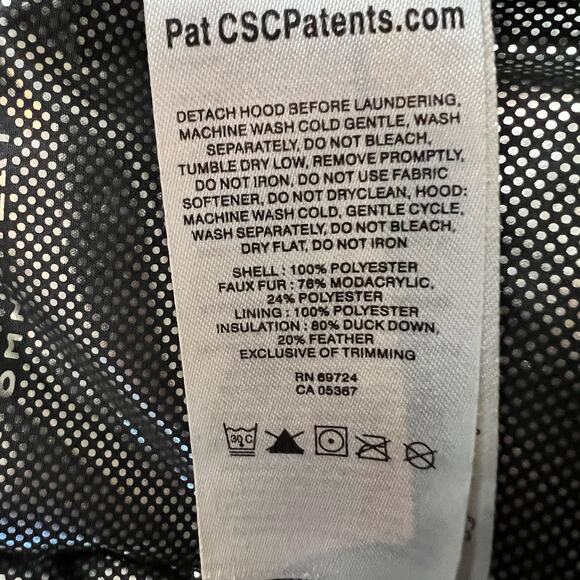 Pat CSCPatents.com
DETACH HOOD BEFORE LAUNDERING,
MACHINE WASH COLD GENTLE, WASH
SEPARATELY, DO NOT BLEACH,
TUMBLE DRY LOW, REMOVE PROMPTLY,
DO NOT IRON, DO NOT USE FABRIC
SOFTENER, DO NOT DRYCLEAN, HOOD:
MACHINE WASH COLD, GENTLE CYCLE,
WASH SEPARATELY, DO NOT BLEACH,
DRY FLAT, DO NOT IRON
SHELL : 100% POLYESTER
FAUX FUR : 76% MODACRYLIC,
24% POLYESTER
LINING : 100% POLYESTER
INSULATION : 80% DUCK DOWN,
20% FEATHER
EXCLUSIVE OF TRIMMING
RN 69724
CA 05367
30°C